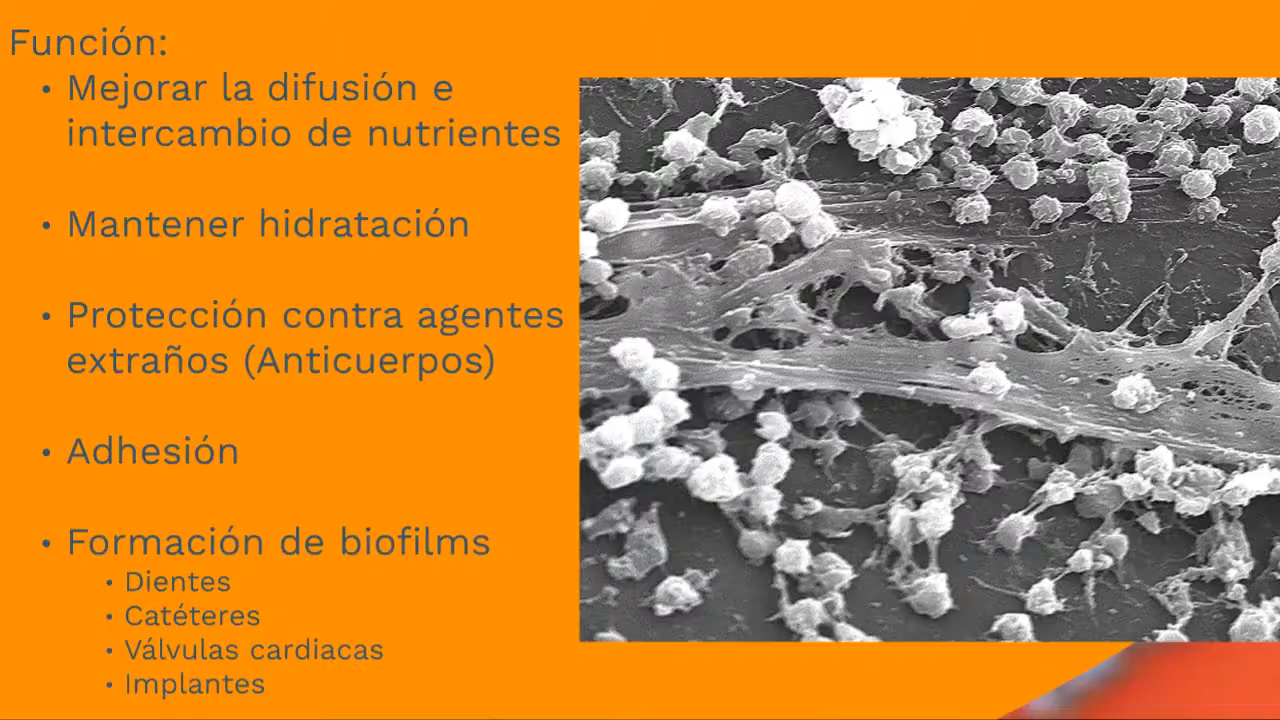 Función:
• Mejorar la difusión e
intercambio de nutrientes
• Mantener hidratación
• Protección contra agentes
extraños (Anticuerpos)
• Adhesión
• Formación de biofilms
• Dientes
• Catéteres
• Válvulas cardiacas
• Implantes